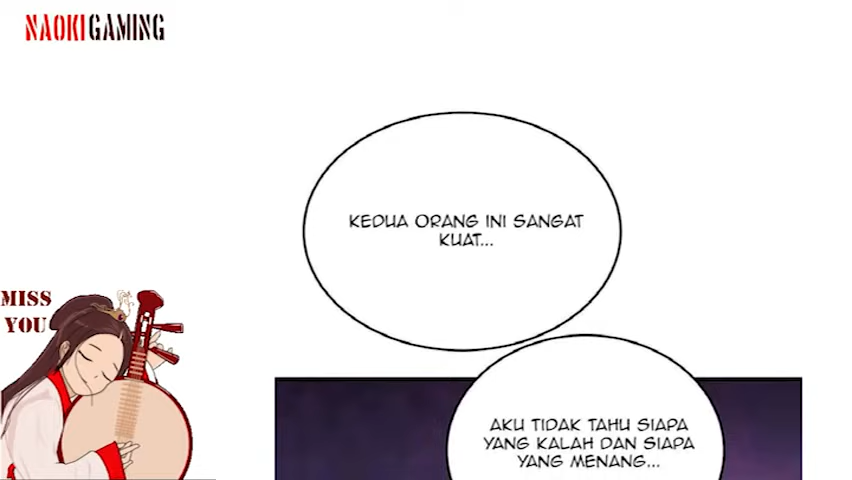 NAOKIGAMING
KEDUA ORANG INI SANGAT
KUAT...
MISS
YOU
AKU TIDAK TAHU SIAPA
YANG KALAH DAN SIAPA
YANG MENANG...